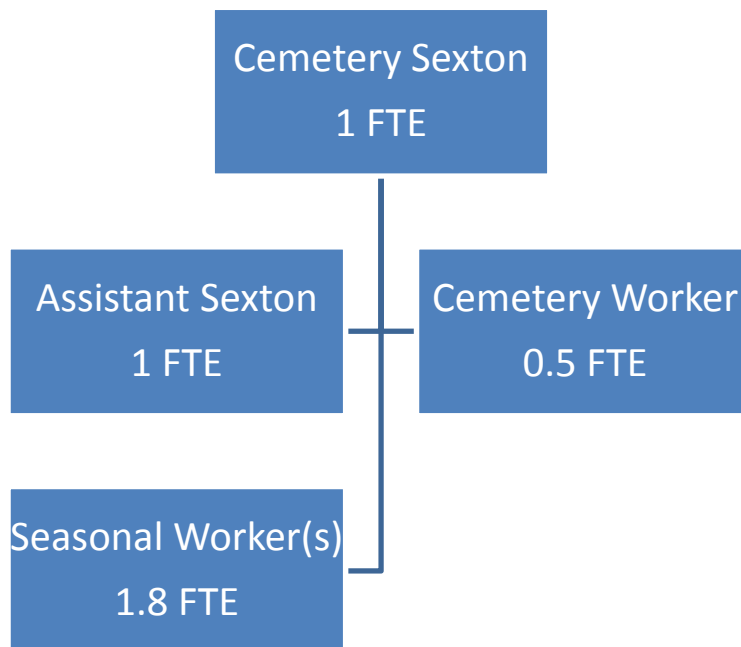 Cemetery Sexton
1 FTE
Assistant Sexton
1 FTE
Cemetery Worker
0.5 FTE
Seasonal Worker(s)
1.8 FTE